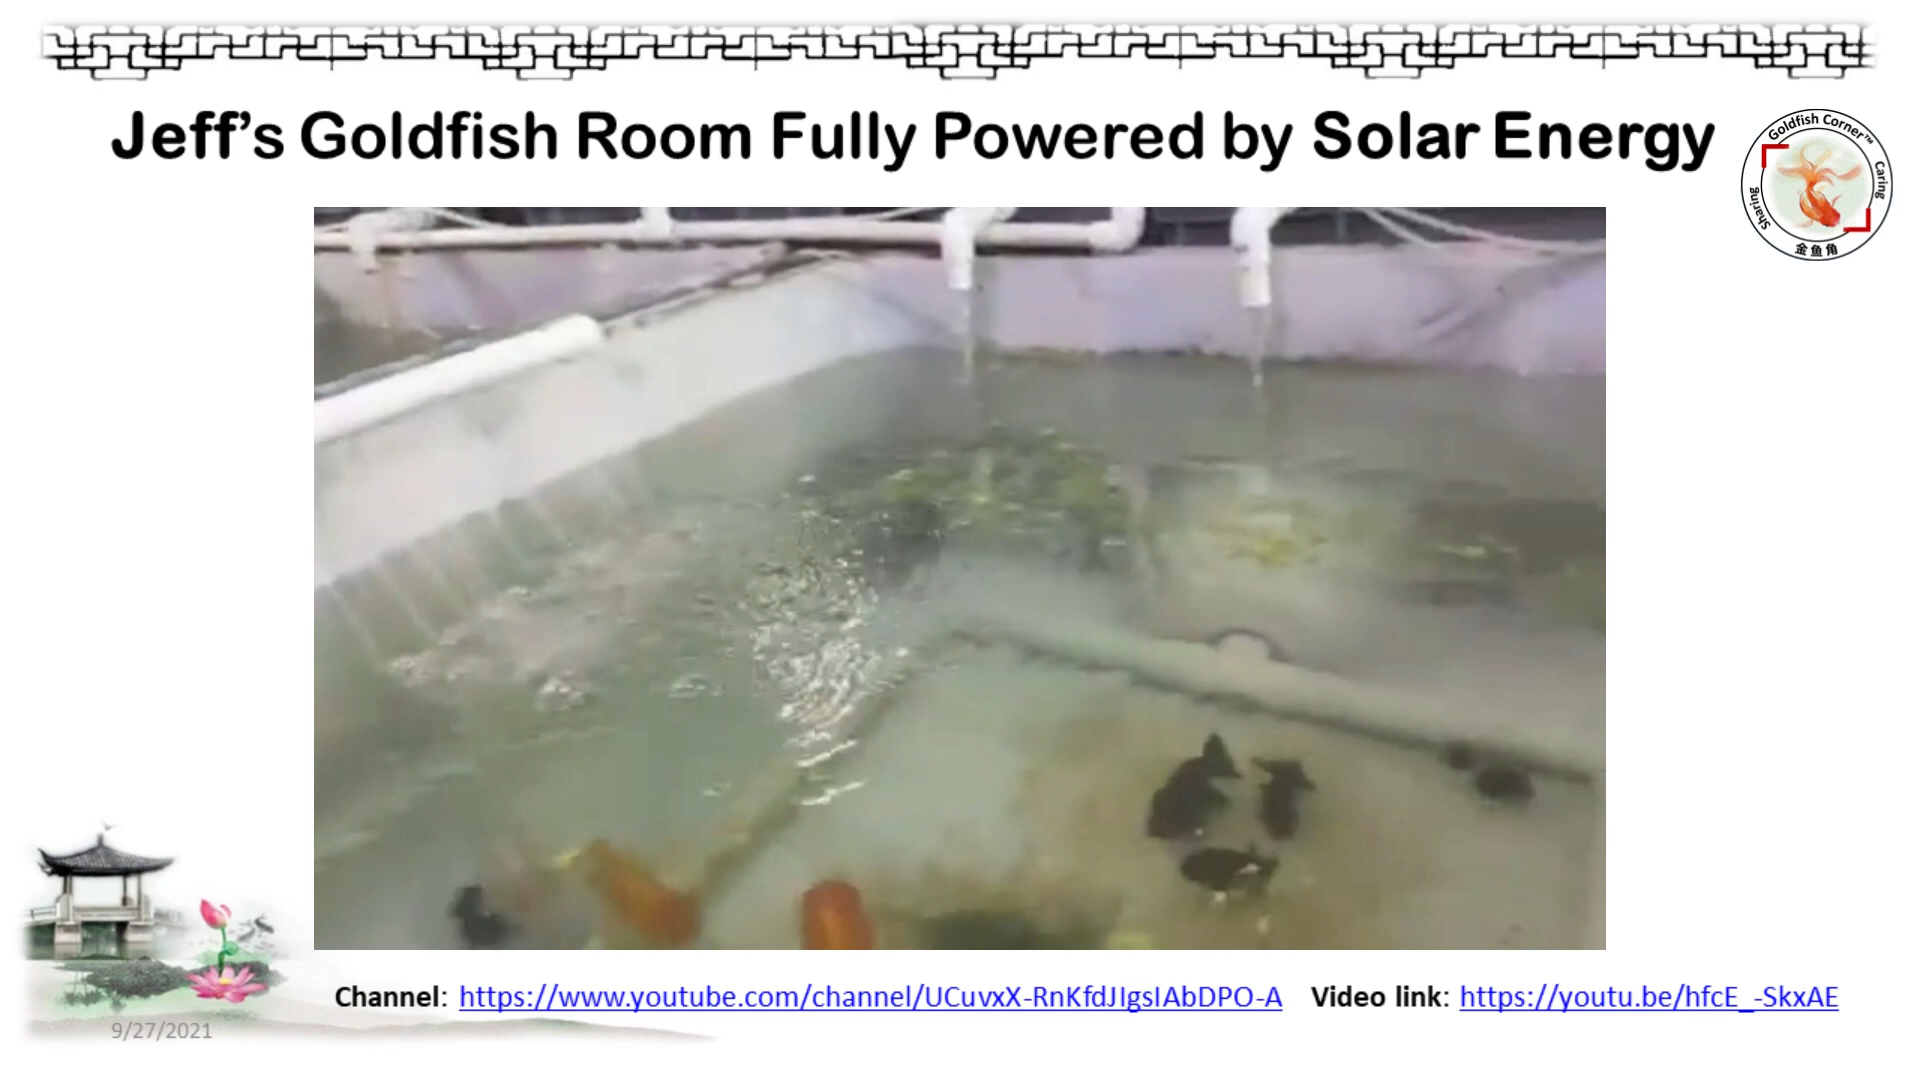 Jeff’s Goldfish Room Fully Powered by Solar Energy
Goldfish Corner™
Sharing
Caring
金鱼角
Channel: https://www.youtube.com/channel/UCuvxX-RnKfdJIgsIAbDPO-A Video link: https://youtu.be/hfcE_-SkxAE
9/27/2021